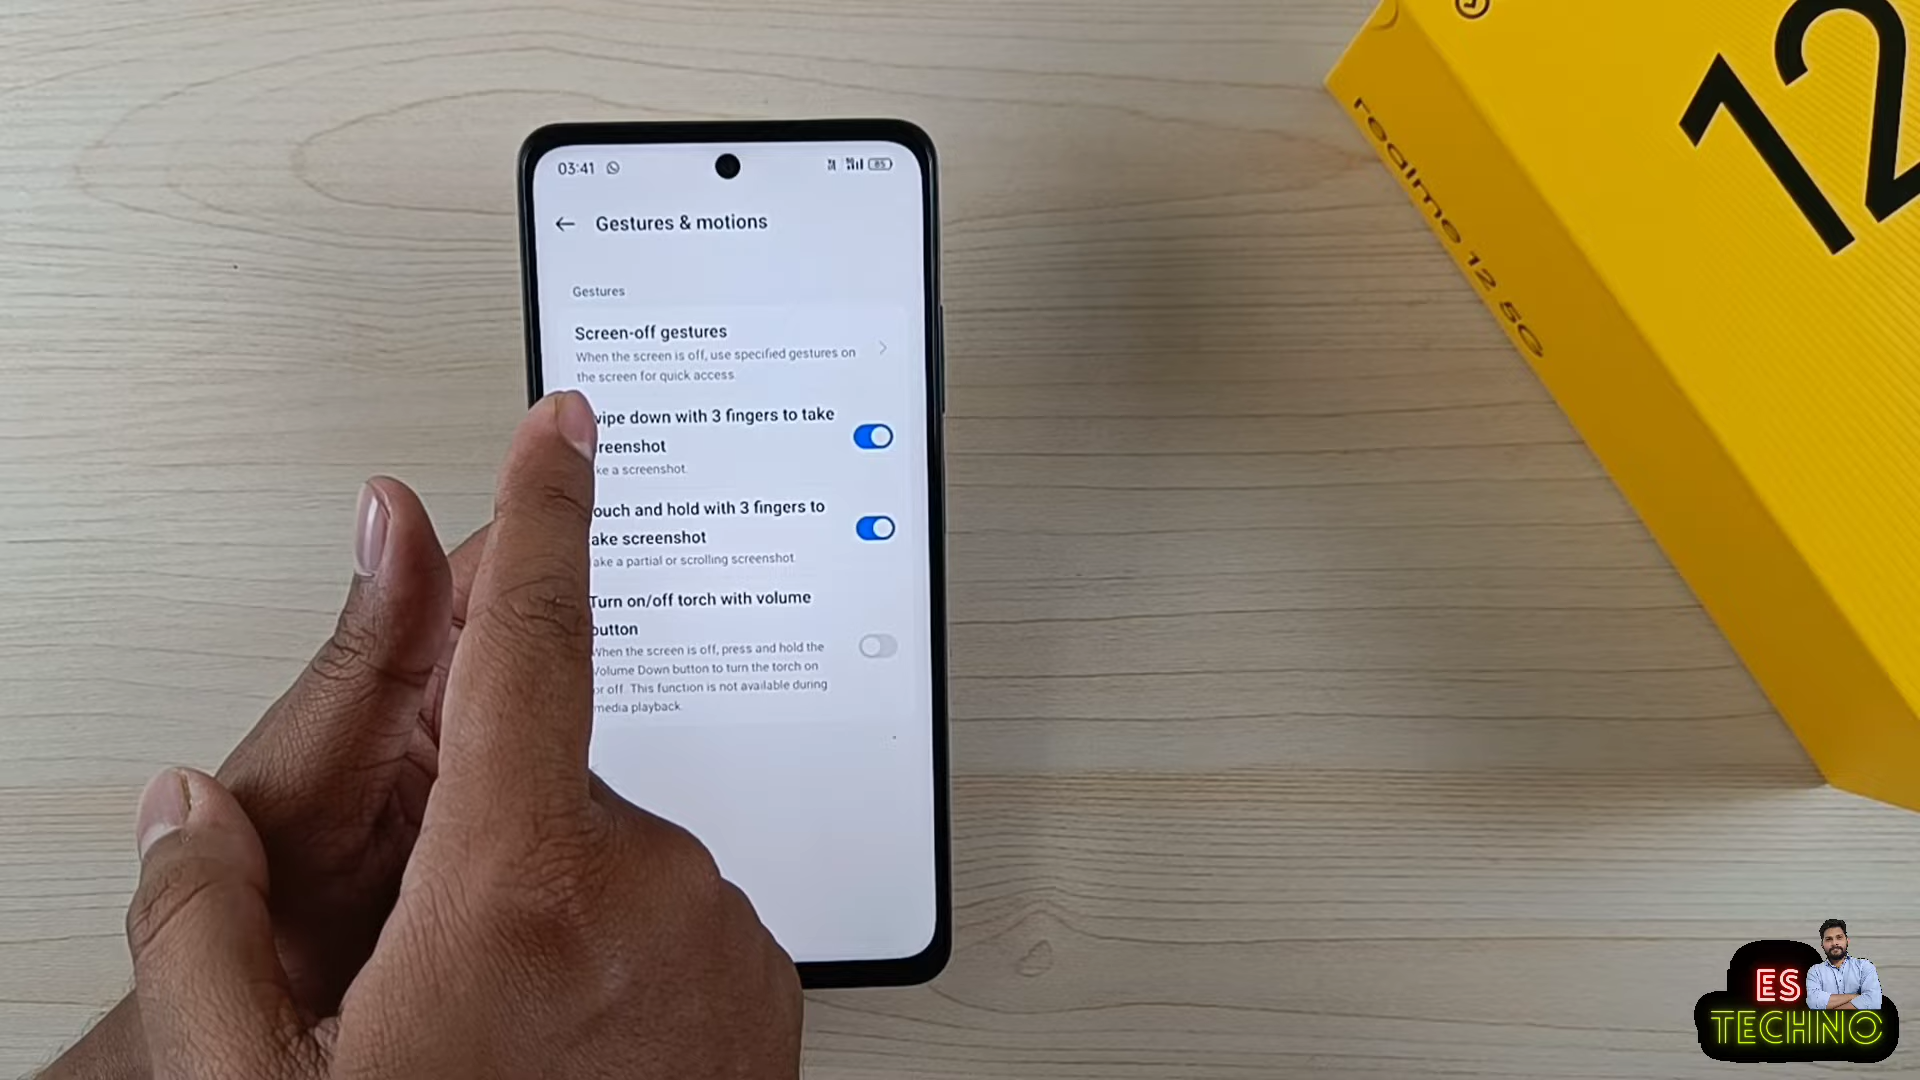 03:41
85
Gestures & motions
Gestures
Screen-off gestures
When the screen is off, use specified gestures on
the screen for quick access.
wipe down with 3 fingers to take
reenshot
ke a screenshot.
ouch and hold with 3 fingers to
ake screenshot
ake a partial or scrolling screenshot.
Turn on/off torch with volume
button
When the screen is off, press and hold the
Volume Down button to turn the torch on
or off. This function is not available during
media playback.
12
realme 12 5G
ES
TECHNO